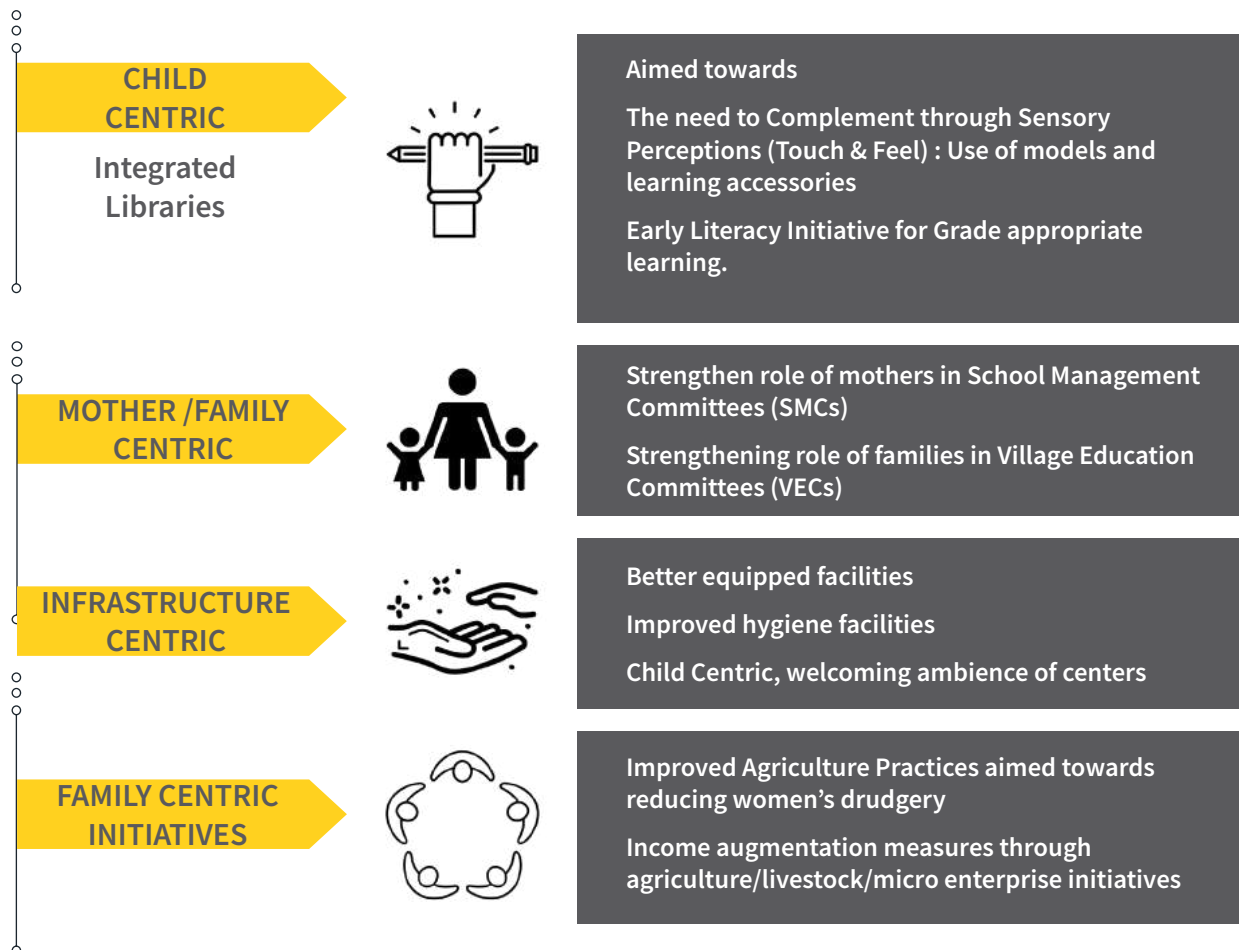 CHILD
CENTRIC
Integrated
Libraries
Aimed towards
The need to Complement through Sensory
Perceptions (Touch & Feel) : Use of models and
learning accessories
Early Literacy Initiative for Grade appropriate
learning.
MOTHER /FAMILY
CENTRIC
Strengthen role of mothers in School Management
Committees (SMCs)
Strengthening role of families in Village Education
Committees (VECs)
INFRASTRUCTURE
CENTRIC
Better equipped facilities
Improved hygiene facilities
Child Centric, welcoming ambience of centers
FAMILY CENTRIC
INITIATIVES
Improved Agriculture Practices aimed towards
reducing women’s drudgery
Income augmentation measures through
agriculture/livestock/micro enterprise initiatives